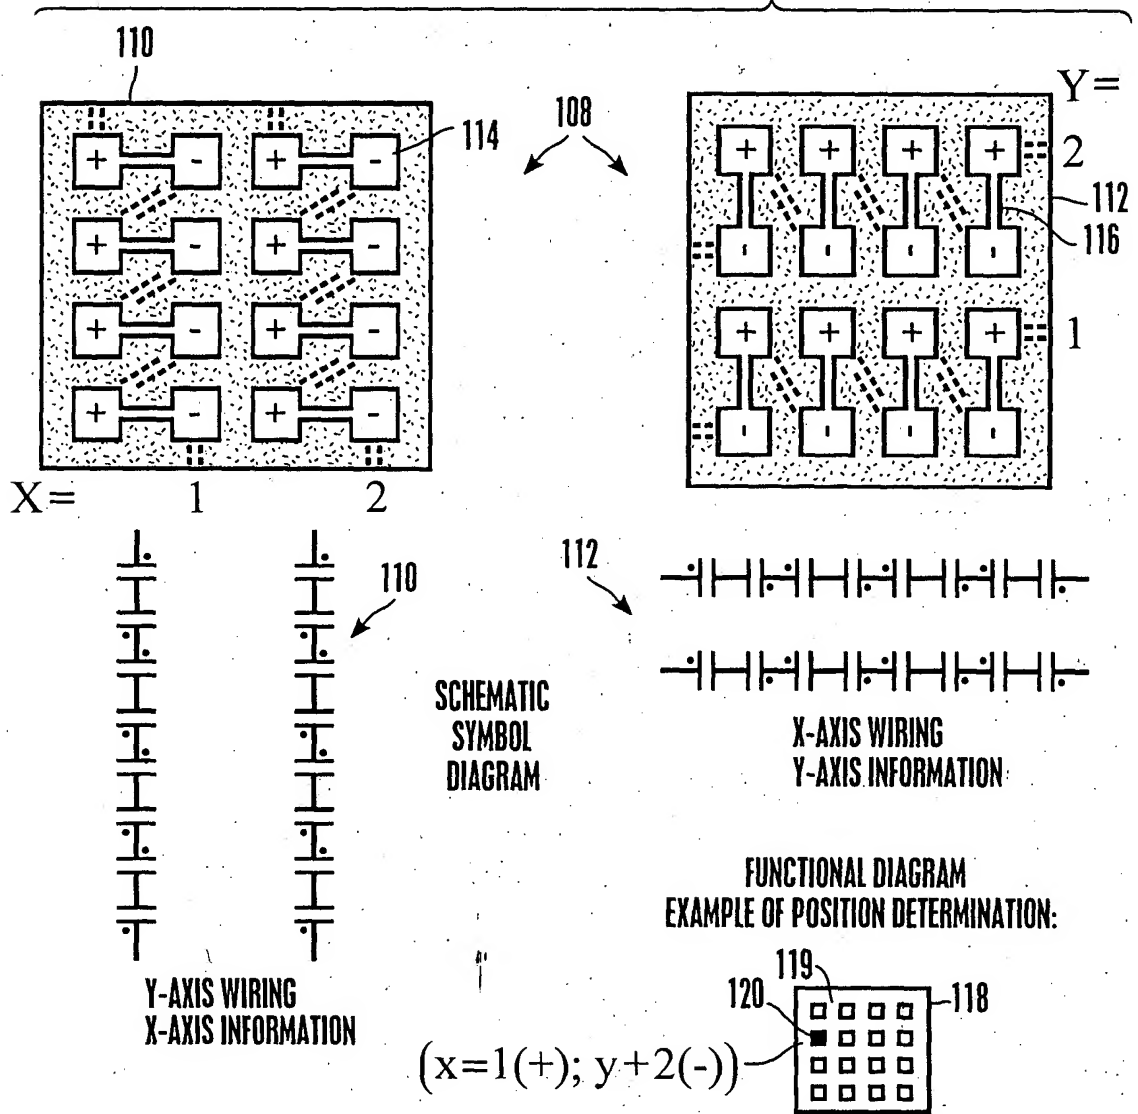 110
114
108
Y=
2
112
116
1
+ - + -
+ - + -
+ - + -
+ - + -
+ + + +
- - - -
+ + + +
- - - -
X= 1 2
110
112
SCHEMATIC
SYMBOL
DIAGRAM
X-AXIS WIRING
Y-AXIS INFORMATION
Y-AXIS WIRING
X-AXIS INFORMATION
FUNCTIONAL DIAGRAM
EXAMPLE OF POSITION DETERMINATION:
119
120
118
(x=1(+); y+2(-))